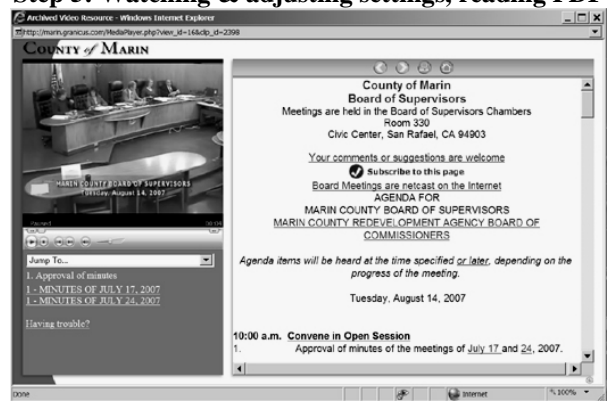 Step 3: Watching & adjusting settings, reading PDF
Archived Video Resource - Windows Internet Explorer
http://marin.granicus.com/MediaPlayer.php?view_id=16&clip_id=2398
COUNTY of MARIN
MARIN COUNTY BOARD OF SUPERVISORS
Tuesday, August 14, 2007
Paused
Jump To...
1. Approval of minutes
1 - MINUTES OF JULY 17, 2007
1 - MINUTES OF JULY 24, 2007
Having trouble?
County of Marin
Board of Supervisors
Meetings are held in the Board of Supervisors Chambers
Room 330
Civic Center, San Rafael, CA 94903
Your comments or suggestions are welcome
Subscribe to this page
Board Meetings are netcast on the Internet
AGENDA FOR
MARIN COUNTY BOARD OF SUPERVISORS
MARIN COUNTY REDEVELOPMENT AGENCY BOARD OF
COMMISSIONERS
Agenda items will be heard at the time specified or later, depending on the
progress of the meeting.
Tuesday, August 14, 2007
10:00 a.m. Convene in Open Session
1. Approval of minutes of the meetings of July 17 and 24, 2007.
Done
Internet
100%